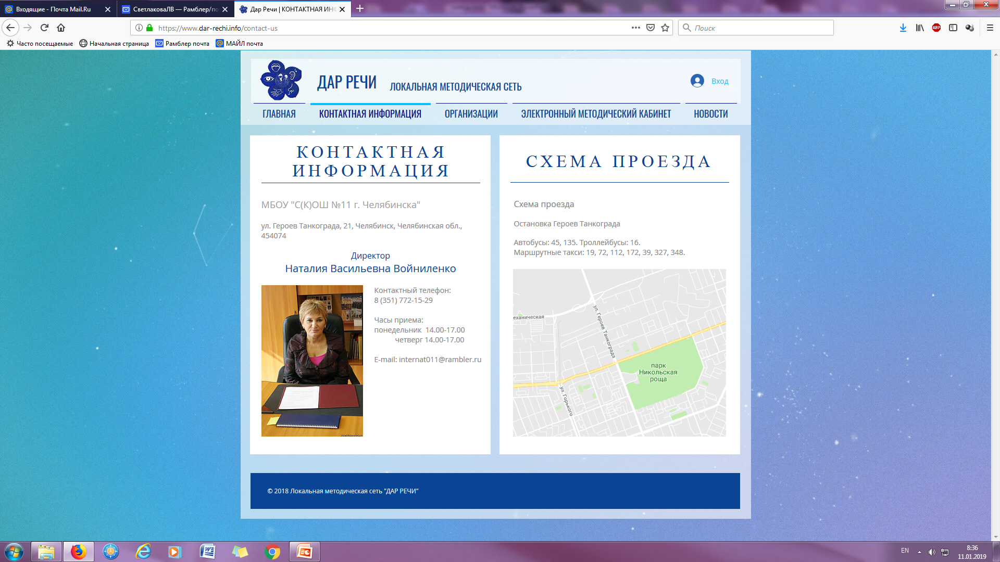 Входящие - Почта Mail.Ru
СветлаковаЛВ — Рамблер/по
Дар Речи | КОНТАКТНАЯ ИН
https://www.dar-rechi.info/contact-us
Поиск
ABP
Часто посещаемые
Начальная страница
Рамблер почта
МАЙЛ почта
ДАР РЕЧИ
ЛОКАЛЬНАЯ МЕТОДИЧЕСКАЯ СЕТЬ
Вход
ГЛАВНАЯ
КОНТАКТНАЯ ИНФОРМАЦИЯ
ОРГАНИЗАЦИИ
ЭЛЕКТРОННЫЙ МЕТОДИЧЕСКИЙ КАБИНЕТ
НОВОСТИ
КОНТАКТНАЯ
ИНФОРМАЦИЯ
МБОУ "С(К)ОШ №11 г. Челябинска"
ул. Героев Танкограда, 21, Челябинск, Челябинская обл.,
454074
Директор
Наталия Васильевна Войниленко
Большой
Урал
Контактный телефон:
8 (351) 772-15-29
Часы приема:
понедельник 14.00-17.00
четверг 14.00-17.00
E-mail: internat011@rambler.ru
СХЕМА ПРОЕЗДА
Схема проезда
Остановка Героев Танкограда
Автобусы: 45, 135. Троллейбусы: 16.
Маршрутные такси: 19, 72, 112, 172, 39, 327, 348.
еханическая
ул. Героев Танкограда
парк
Никольская
роща
ул. Горького
© 2018 Локальная методическая сеть "ДАР РЕЧИ"
EN
8:36
11.01.2019